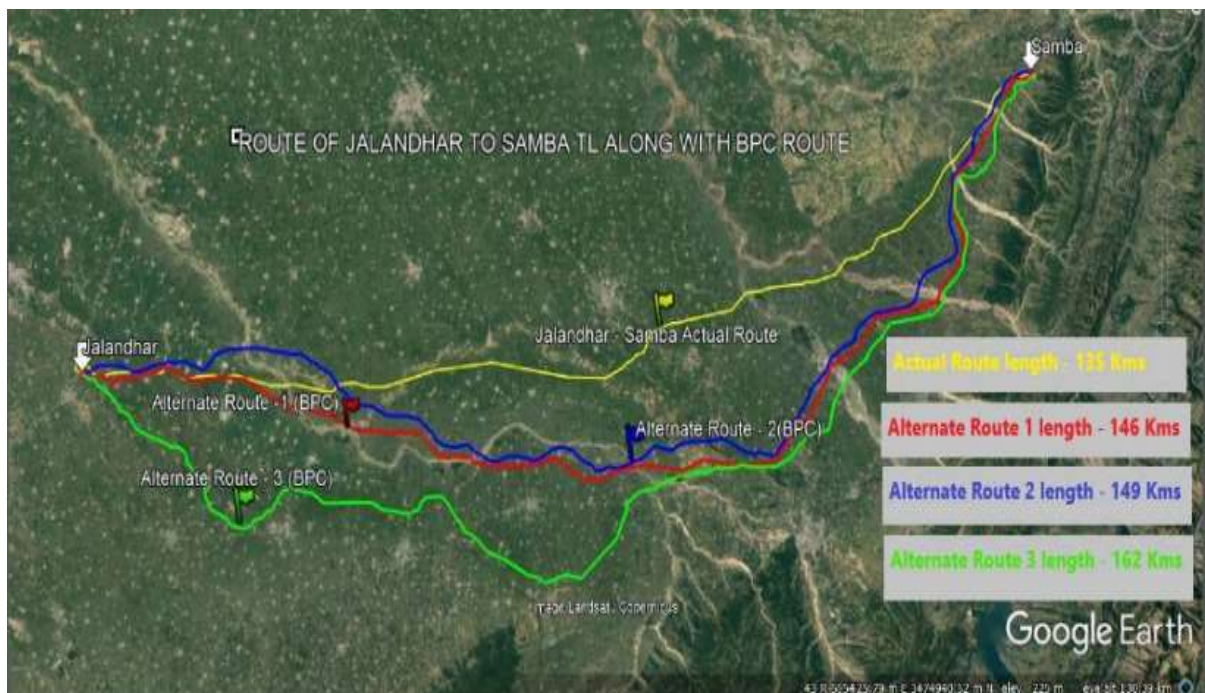 Samba
ROUTE OF JALANDHAR TO SAMBA TL ALONG WITH BPC ROUTE
Jalandhar - Samba Actual Route
Jalandhar
Actual Route length - 135 Kms
Alternate Route -1 (BPC)
Alternate Route 1 length - 146 Kms
Alternate Route - 2(BPC)
Alternate Route - 3 (BPC)
Alternate Route 2 length - 149 Kms
Alternate Route 3 length - 162 Kms
Image Landsat / Copernicus
Google Earth